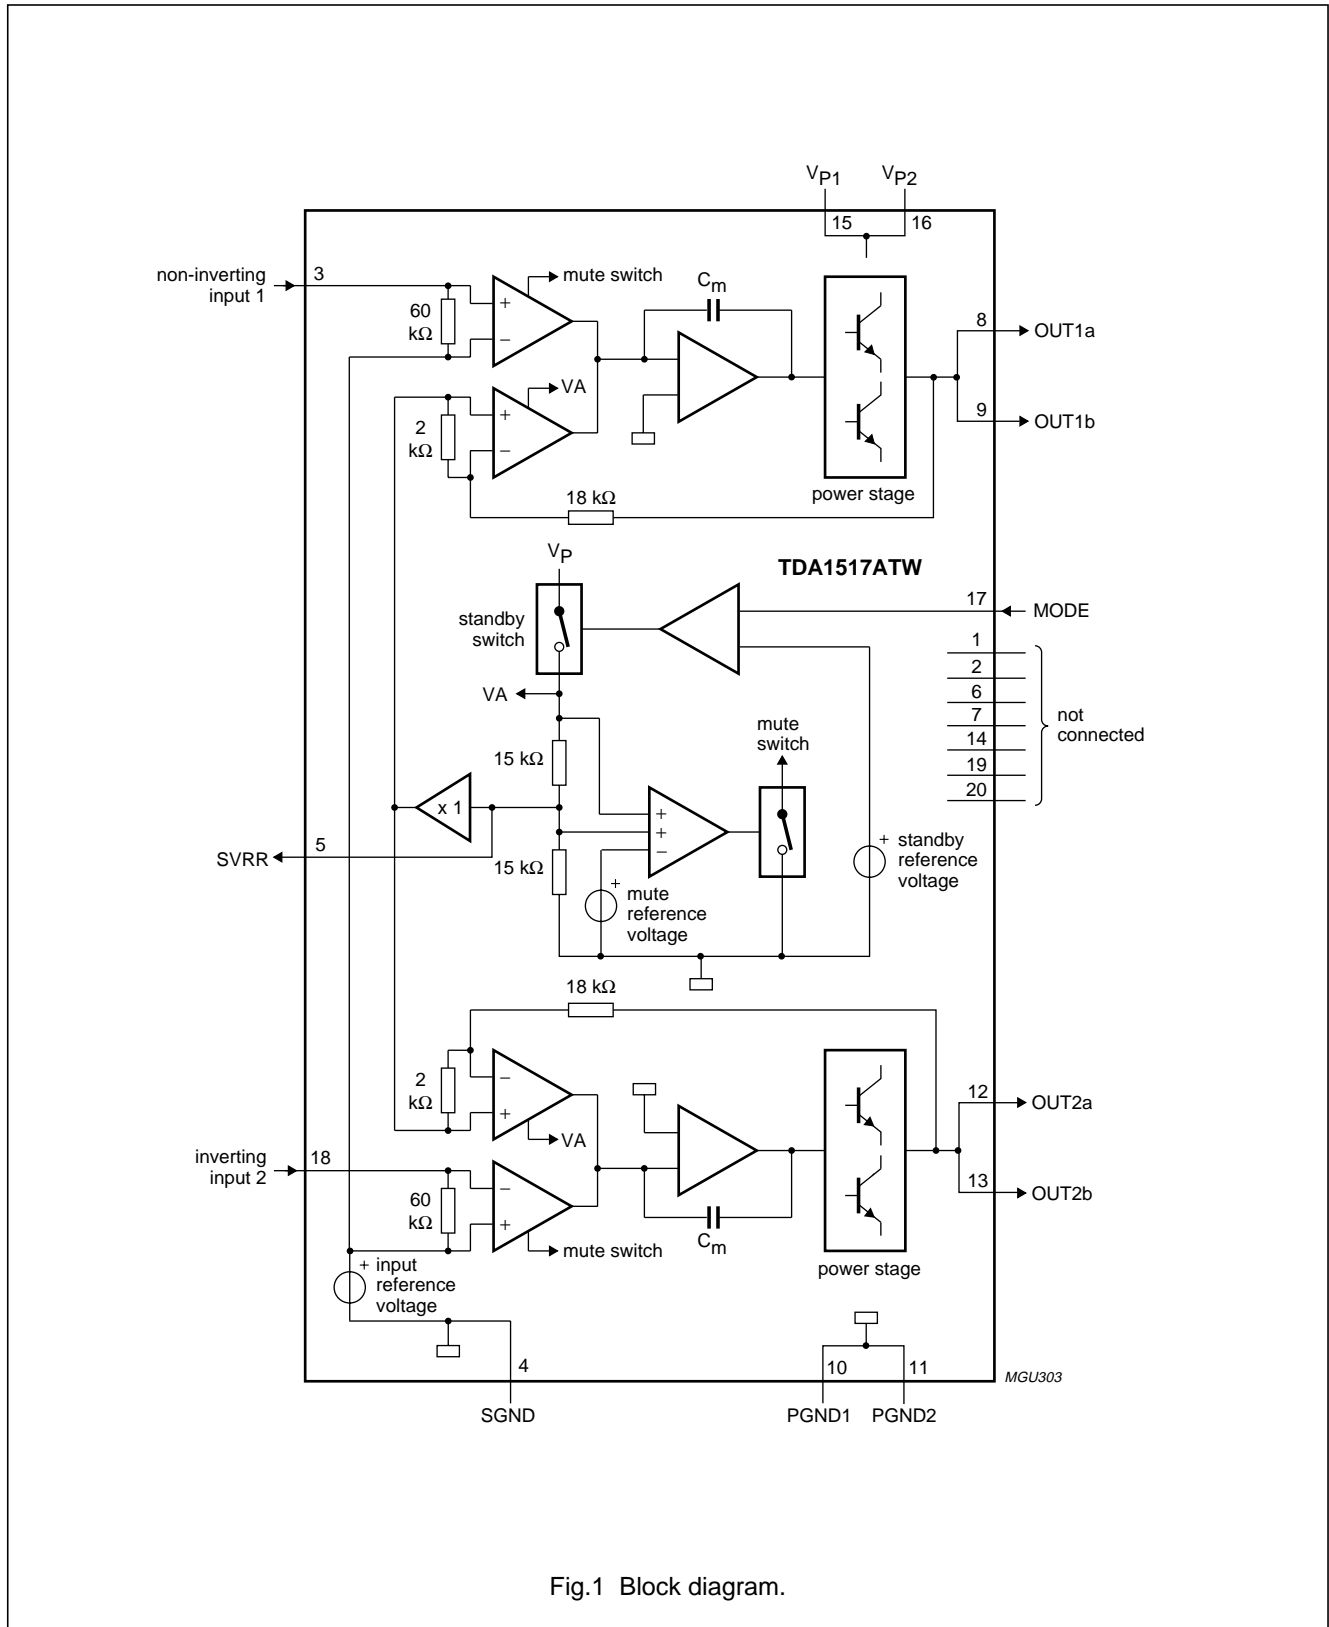 VP1
VP2
15
16
non-inverting
input 1
3
mute switch
Cm
60
kΩ
+
−
8
OUT1a
VA
2
kΩ
+
−
9
OUT1b
power stage
18 kΩ
VP
TDA1517ATW
standby
switch
17
MODE
1
2
6
7
14
19
20
not
connected
VA
mute
switch
15 kΩ
x 1
+
+
−
5
SVRR
15 kΩ
+ mute
reference
voltage
+ standby
reference
voltage
18 kΩ
2
kΩ
−
+
VA
12
OUT2a
inverting
input 2
18
60
kΩ
−
+
mute switch
Cm
13
OUT2b
power stage
+ input
reference
voltage
4
10
11
MGU303
SGND
PGND1
PGND2
Fig.1 Block diagram.